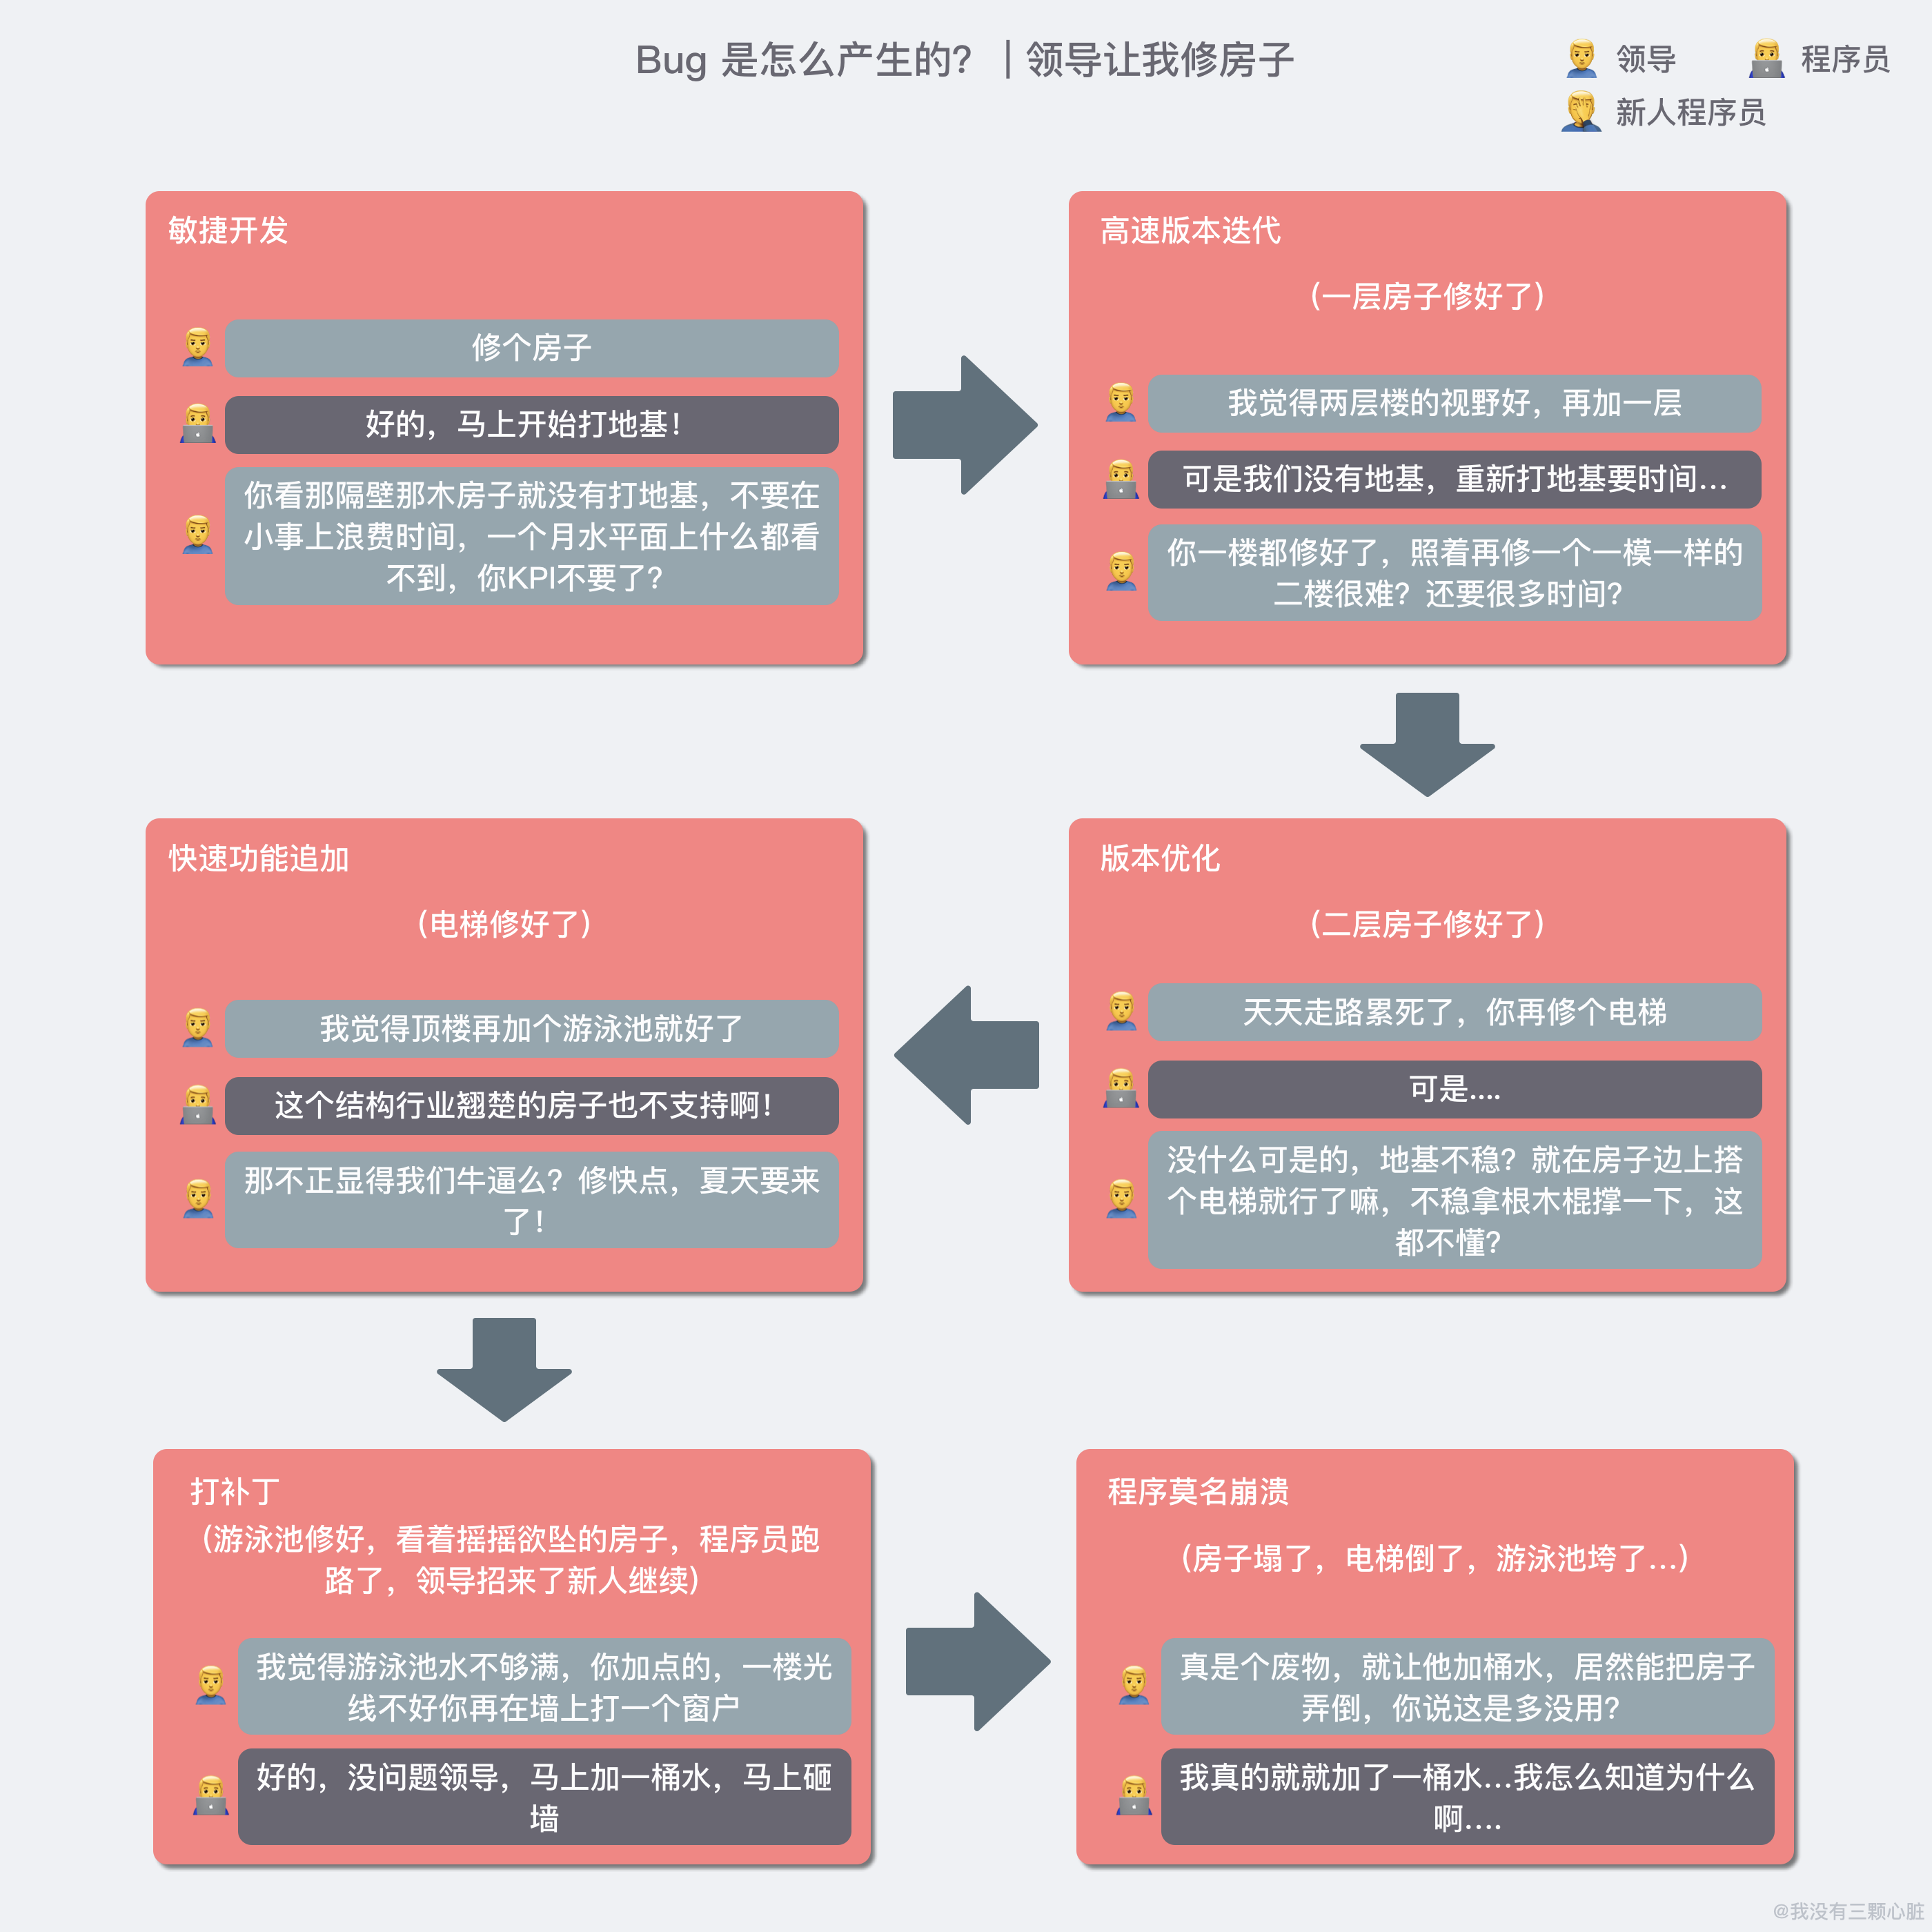 Bug 是怎么产生的？ | 领导让我修房子
领导
程序员
新人程序员
敏捷开发
修个房子
好的，马上开始打地基！
你看那隔壁那木房子就没有打地基，不要在
小事上浪费时间，一个月水平面上什么都看
不到，你KPI不要了？
高速版本迭代
（一层房子修好了）
我觉得两层楼的视野好，再加一层
可是我们没有地基，重新打地基要时间...
你一楼都修好了，照着再修一个一模一样的
二楼很难？还要很多时间？
版本优化
（二层房子修好了）
天天走路累死了，你再修个电梯
可是....
没什么可是的，地基不稳？就在房子边上搭
个电梯就行了嘛，不稳拿根木棍撑一下，这
都不懂？
快速功能追加
（电梯修好了）
我觉得顶楼再加个游泳池就好了
这个结构行业翘楚的房子也不支持啊！
那不正显得我们牛逼么？修快点，夏天要来
了！
打补丁
（游泳池修好，看着摇摇欲坠的房子，程序员跑
路了，领导招来了新人继续）
我觉得游泳池水不够满，你加点的，一楼光
线不好你再在墙上打一个窗户
好的，没问题领导，马上加一桶水，马上砸
墙
程序莫名崩溃
（房子塌了，电梯倒了，游泳池垮了...）
真是个废物，就让他加桶水，居然能把房子
弄倒，你说这是多没用？
我真的就就加了一桶水...我怎么知道为什么
啊....
@我没有三颗心脏